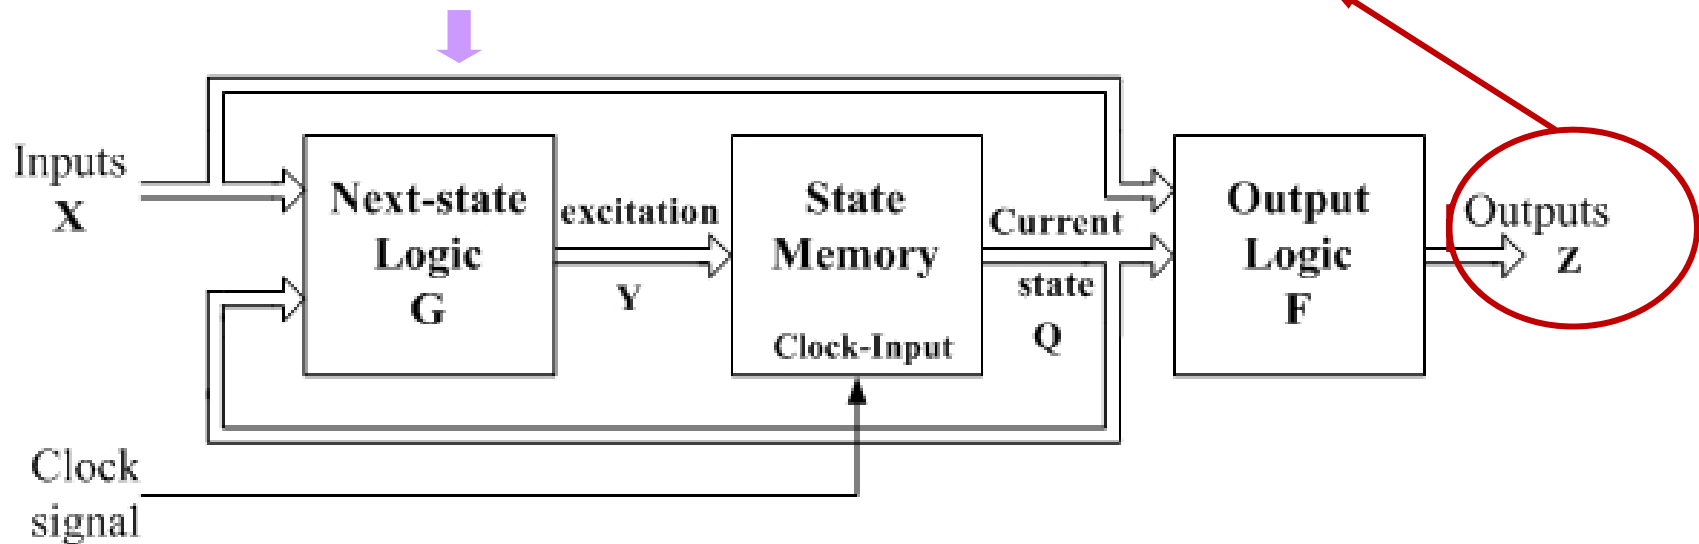 Inputs
X
Next-state
Logic
G
excitation
Y
State
Memory
Clock-Input
Current
state
Q
Output
Logic
F
Outputs
Z
Clock
signal